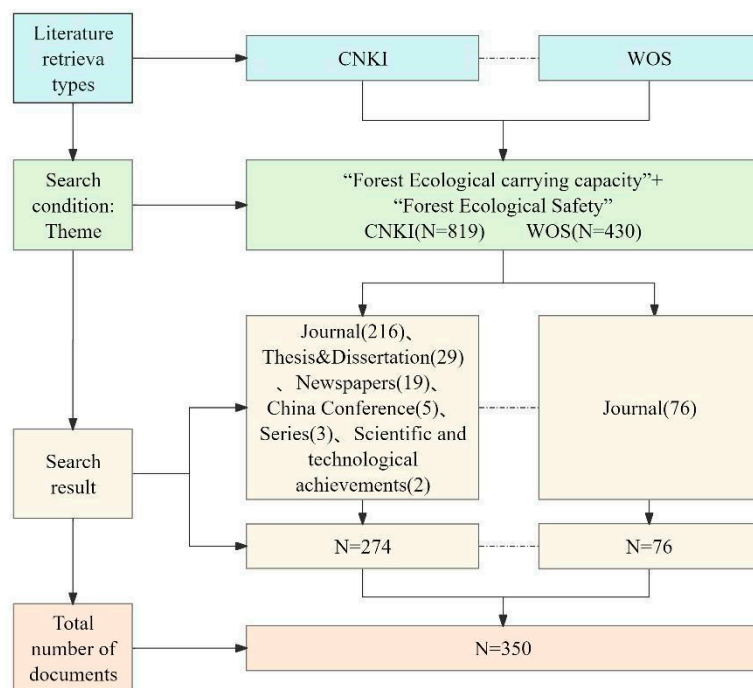 Literature
retrieva
types
CNKI
WOS
Search
condition:
Theme
“Forest Ecological carrying capacity”+
“Forest Ecological Safety”
CNKI(N=819) WOS(N=430)
Search
result
Journal(216)、
Thesis&Dissertation(29)
、Newspapers(19)、
China Conference(5)、
Series(3)、Scientific and
technological
achievements(2)
Journal(76)
N=274
N=76
Total
number of
documents
N=350